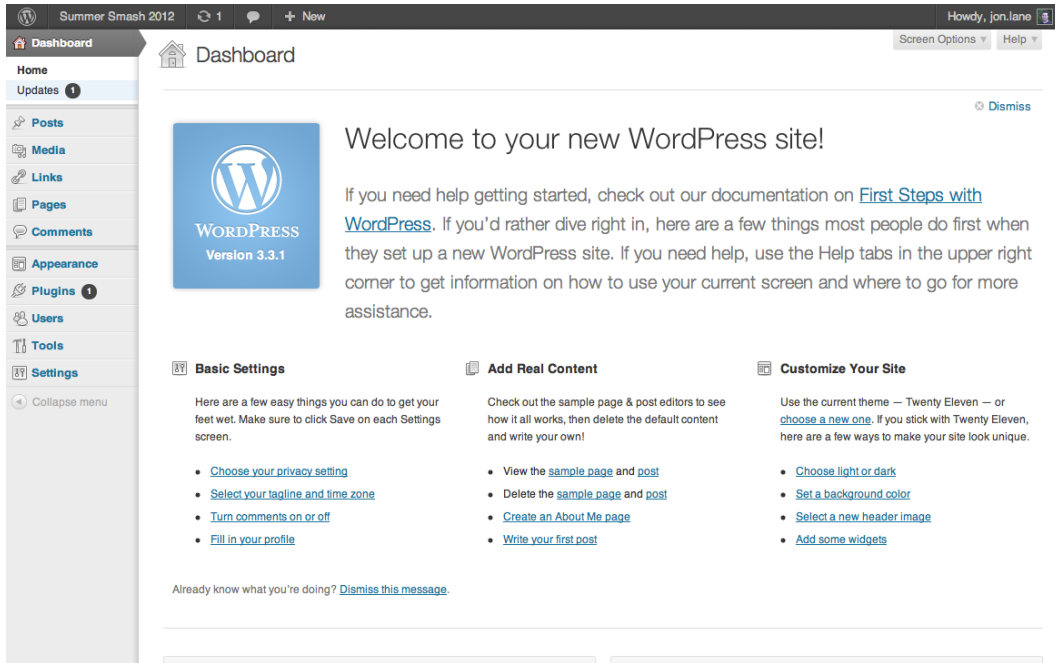 Summer Smash 2012 1 + New Howdy, jon.lane
Dashboard
Home
Updates 1
Posts
Media
Links
Pages
Comments
Appearance
Plugins 1
Users
Tools
Settings
Collapse menu
Screen Options Help
Dashboard
Dismiss
WORDPRESS
Version 3.3.1
Welcome to your new WordPress site!
If you need help getting started, check out our documentation on First Steps with
WordPress. If you'd rather dive right in, here are a few things most people do first when
they set up a new WordPress site. If you need help, use the Help tabs in the upper right
corner to get information on how to use your current screen and where to go for more
assistance.
Basic Settings
Here are a few easy things you can do to get your
feet wet. Make sure to click Save on each Settings
screen.
• Choose your privacy setting
• Select your tagline and time zone
• Turn comments on or off
• Fill in your profile
Add Real Content
Check out the sample page & post editors to see
how it all works, then delete the default content
and write your own!
• View the sample page and post
• Delete the sample page and post
• Create an About Me page
• Write your first post
Customize Your Site
Use the current theme — Twenty Eleven — or
choose a new one. If you stick with Twenty Eleven,
here are a few ways to make your site look unique.
• Choose light or dark
• Set a background color
• Select a new header image
• Add some widgets
Already know what you're doing? Dismiss this message.